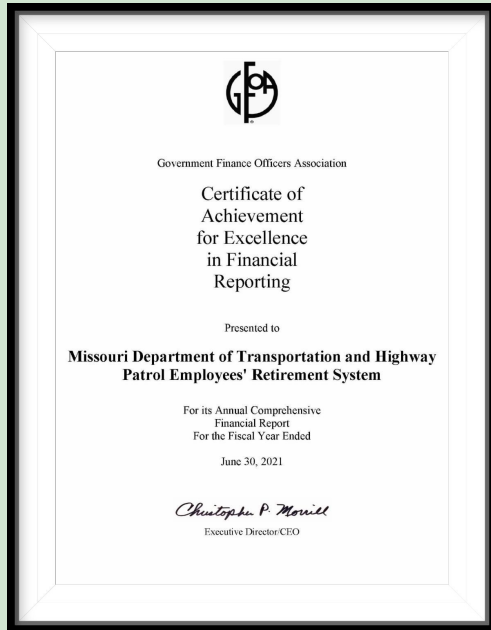 GFOA
Government Finance Officers Association
Certificate of
Achievement
for Excellence
in Financial
Reporting
Presented to
Missouri Department of Transportation and Highway
Patrol Employees' Retirement System
For its Annual Comprehensive
Financial Report
For the Fiscal Year Ended
June 30, 2021
Christopher P. Morrill
Executive Director/CEO